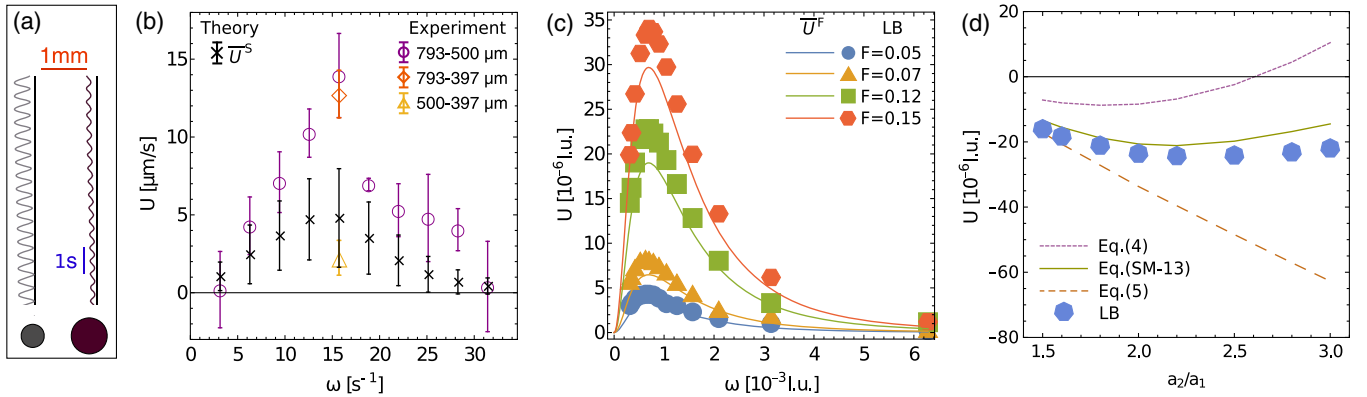 (a)
1mm
1s
(b)
Theory
Experiment
U̅ˢ
793-500 μm
793-397 μm
500-397 μm
U [μm/s]
15
10
5
0
0 5 10 15 20 25 30
ω [s⁻¹]
(c)
U̅ᶠ LB
F=0.05
F=0.07
F=0.12
F=0.15
U [10⁻⁶l.u.]
35
30
25
20
15
10
5
0
0 1 2 3 4 5 6
ω [10⁻³l.u.]
(d)
U [10⁻⁶l.u.]
20
0
−20
−40
−60
−80
Eq.(4)
Eq.(SM-13)
Eq.(5)
LB
1.5 2.0 2.5 3.0
a₂/a₁